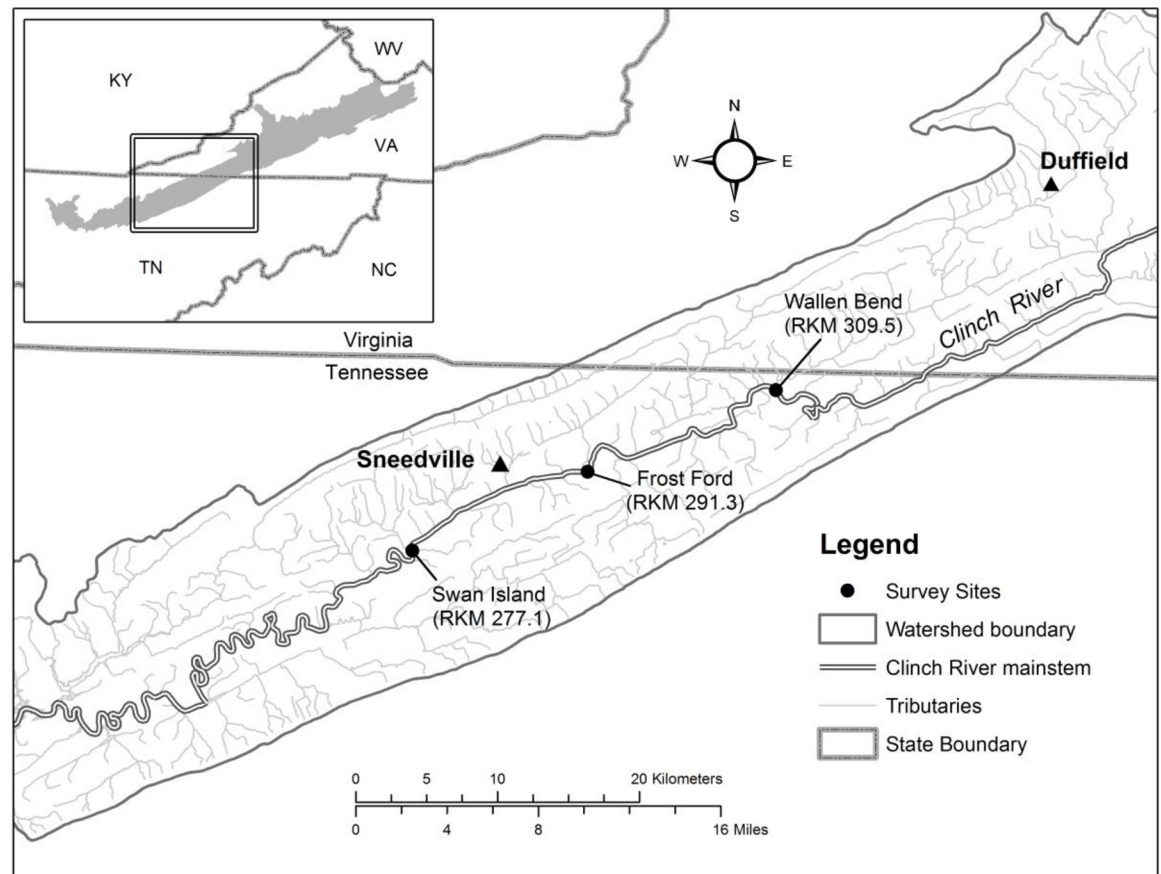 KY
WV
VA
TN
NC
N
W
E
S
Duffield
Wallen Bend
(RKM 309.5)
Clinch River
Virginia
Tennessee
Sneedville
Frost Ford
(RKM 291.3)
Swan Island
(RKM 277.1)
Legend
Survey Sites
Watershed boundary
Clinch River mainstem
Tributaries
State Boundary
0 5 10 20 Kilometers
0 4 8 16 Miles